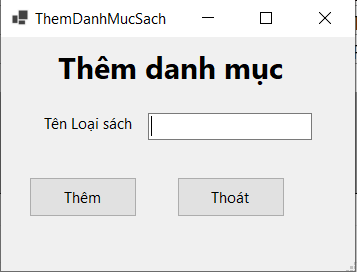 ThemDanhMucSach
Thêm danh mục
Tên Loại sách
Thêm Thoát